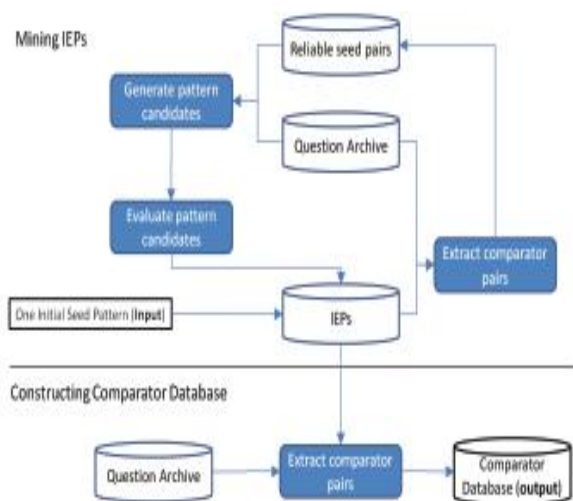 Mining IEPs
Reliable seed pairs
Generate pattern
candidates
Question Archive
Evaluate pattern
candidates
Extract comparator
pairs
One Initial Seed Pattern (Input)
IEPs
Constructing Comparator Database
Question Archive
Extract comparator
pairs
Comparator
Database (output)